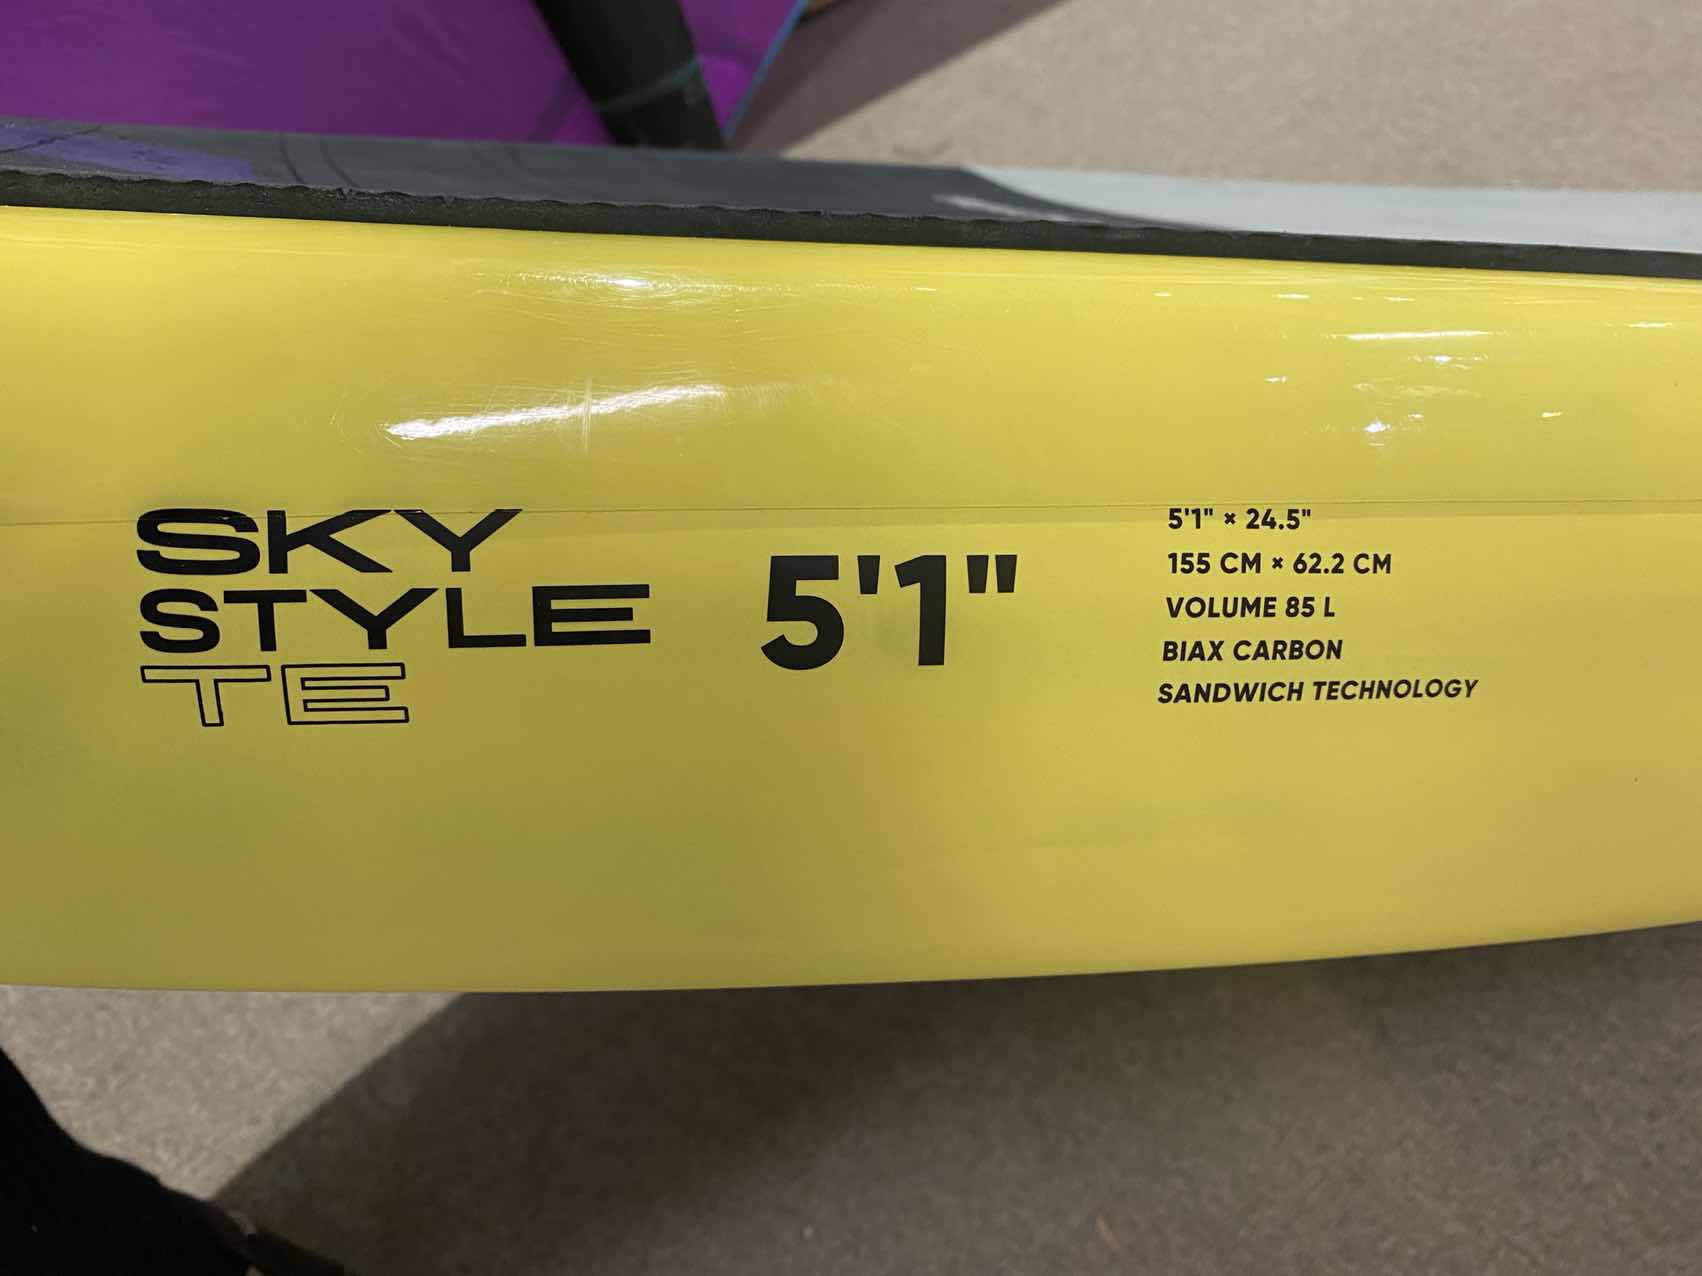 SKY
STYLE
TE
5'1"
5'1" × 24.5"
155 CM × 62.2 CM
VOLUME 85 L
BIAX CARBON
SANDWICH TECHNOLOGY